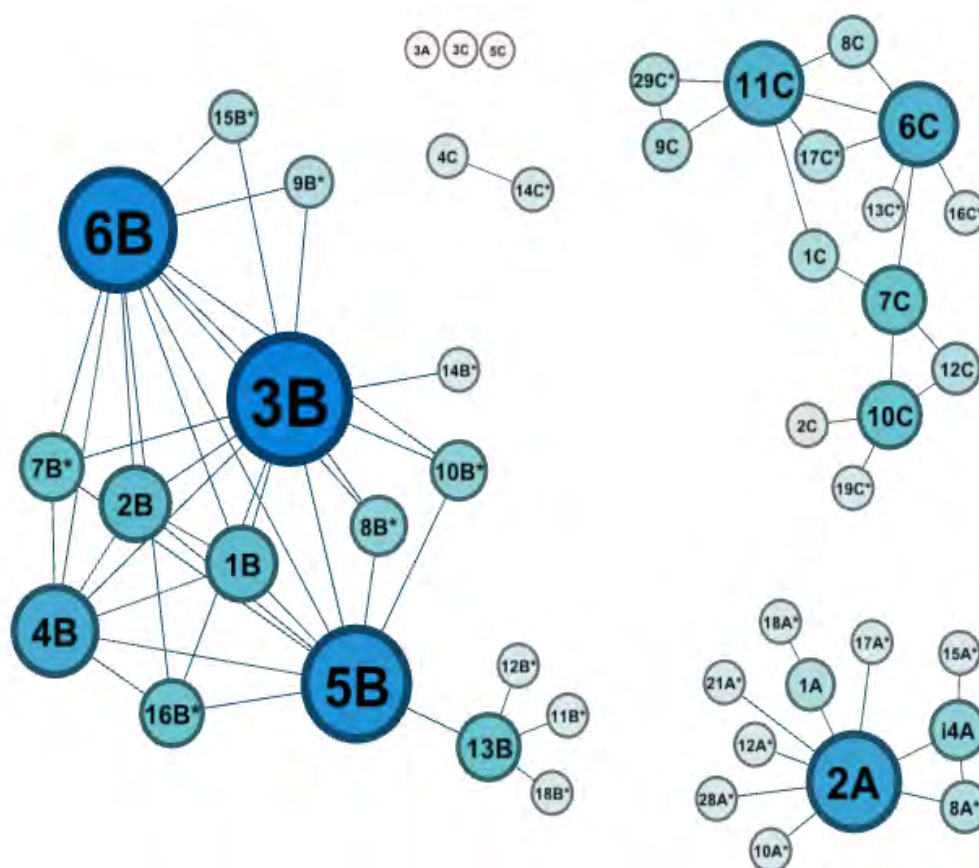 3A 3C 5C
15B*
9B*
6B
4C
14C*
3B
14B*
7B*
2B
10B*
8B*
1B
4B
5B
16B*
12B*
11B*
13B
18B*
8C
29C*
11C
6C
9C
17C*
13C*
16C*
1C
7C
12C
2C
10C
19C*
18A*
17A*
15A*
21A*
1A
12A*
i4A
2A
28A*
8A*
10A*